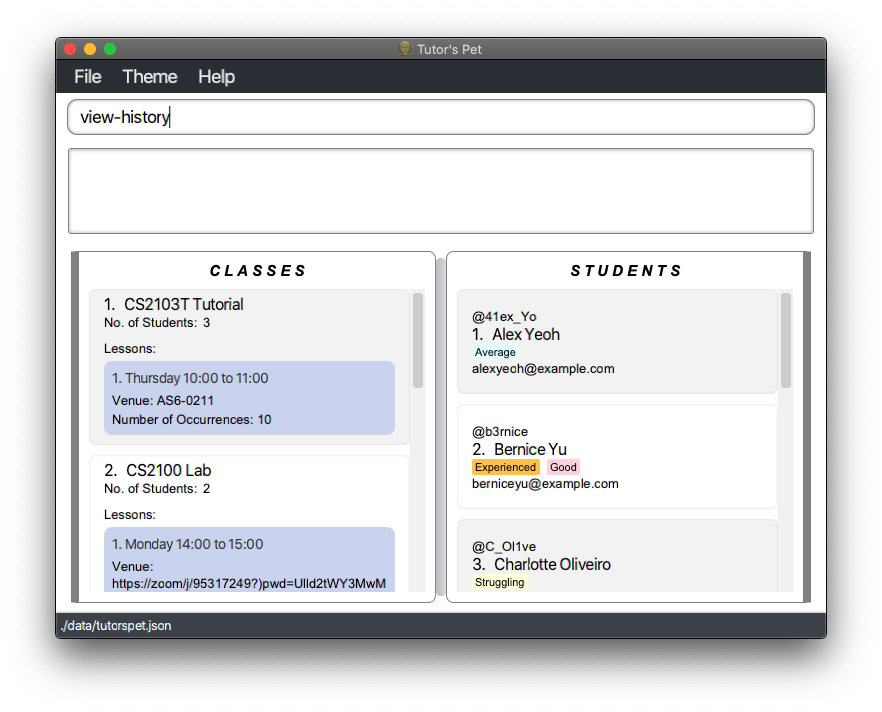 Tutor's Pet
File Theme Help
view-history
CLASSES
1. CS2103T Tutorial
No. of Students: 3
Lessons:
1. Thursday 10:00 to 11:00
Venue: AS6-0211
Number of Occurrences: 10
2. CS2100 Lab
No. of Students: 2
Lessons:
1. Monday 14:00 to 15:00
Venue:
https://zoom/j/95317249?)pwd=Ulld2tWY3MwM
STUDENTS
@41ex_Yo
1. Alex Yeoh
Average
alexyeoh@example.com
@b3rnice
2. Bernice Yu
Experienced Good
berniceyu@example.com
@C_Ol1ve
3. Charlotte Oliveiro
Struggling
./data/tutorspet.json